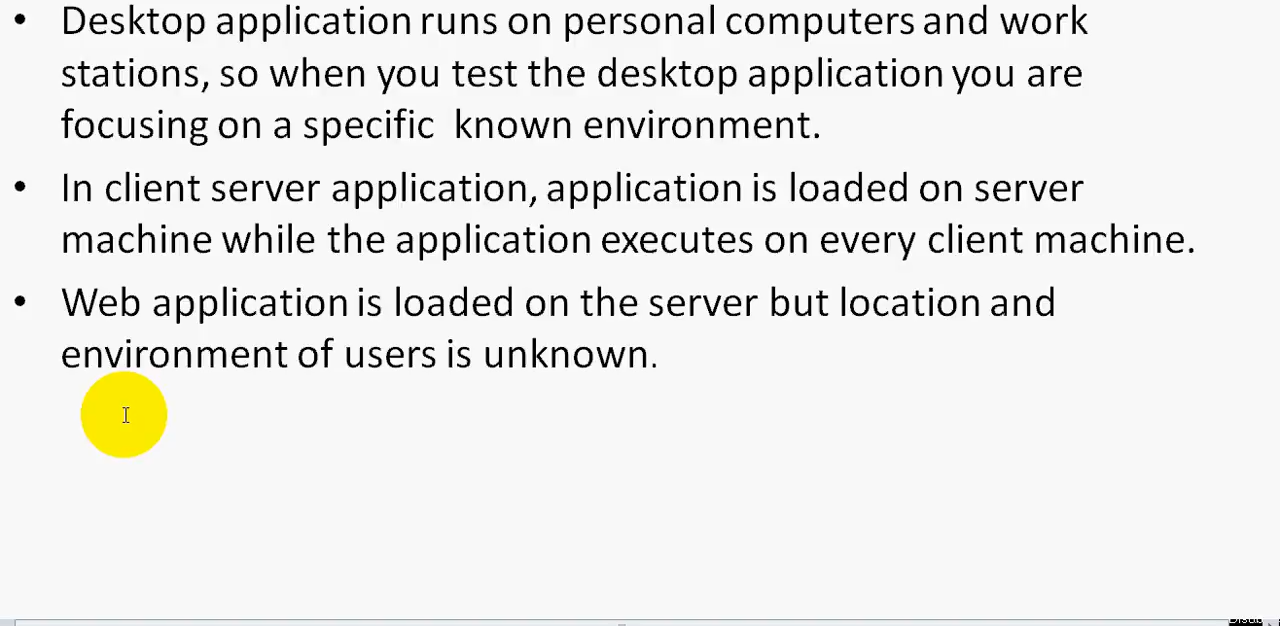 • Desktop application runs on personal computers and work
stations, so when you test the desktop application you are
focusing on a specific known environment.
• In client server application, application is loaded on server
machine while the application executes on every client machine.
• Web application is loaded on the server but location and
environment of users is unknown.